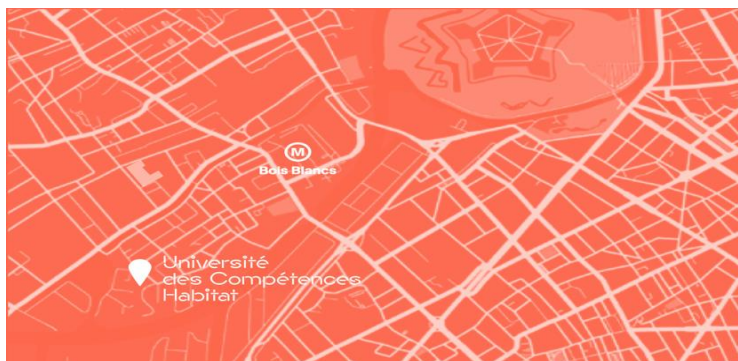 M
Bois Blancs
Université
des Compétences
Habitat